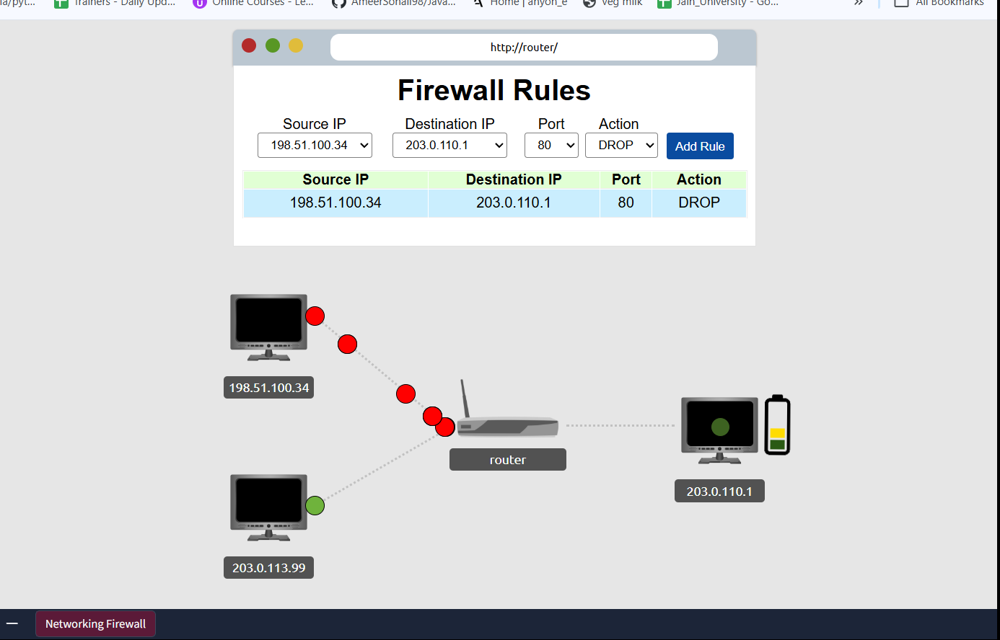 Trainers - Daily Upd...
Online Courses - Le...
AmeerSohail98/Java...
Home | anyon_e
Veg milk
Jain_University - Go...
»
All Bookmarks
http://router/
Firewall Rules
Source IP Destination IP Port Action
198.51.100.34 203.0.110.1 80 DROP Add Rule
Source IP Destination IP Port Action
198.51.100.34 203.0.110.1 80 DROP
198.51.100.34
router
203.0.110.1
203.0.113.99
Networking Firewall